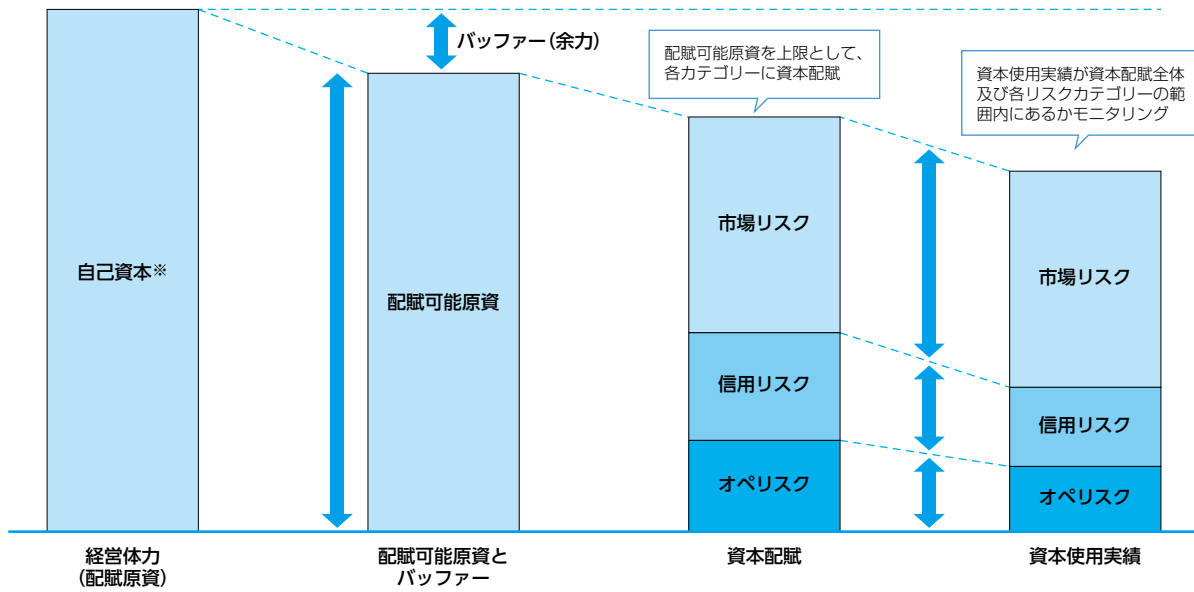 バッファー(余力)
配賦可能原資を上限として、
各カテゴリーに資本配賦
資本使用実績が資本配賦全体
及び各リスクカテゴリーの範
囲内にあるかモニタリング
自己資本※
配賦可能原資
市場リスク
信用リスク
オペリスク
市場リスク
信用リスク
オペリスク
経営体力
(配賦原資)
配賦可能原資と
バッファー
資本配賦
資本使用実績